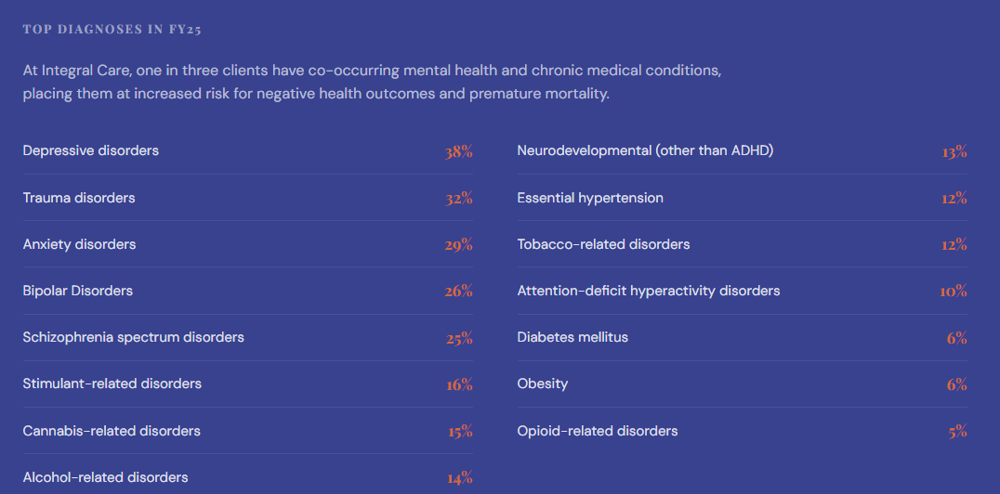 TOP DIAGNOSES IN FY25
At Integral Care, one in three clients have co-occurring mental health and chronic medical conditions,
placing them at increased risk for negative health outcomes and premature mortality.
Depressive disorders 38%
Trauma disorders 32%
Anxiety disorders 29%
Bipolar Disorders 26%
Schizophrenia spectrum disorders 25%
Stimulant-related disorders 16%
Cannabis-related disorders 15%
Alcohol-related disorders 14%
Neurodevelopmental (other than ADHD) 13%
Essential hypertension 12%
Tobacco-related disorders 12%
Attention-deficit hyperactivity disorders 10%
Diabetes mellitus 6%
Obesity 6%
Opioid-related disorders 5%